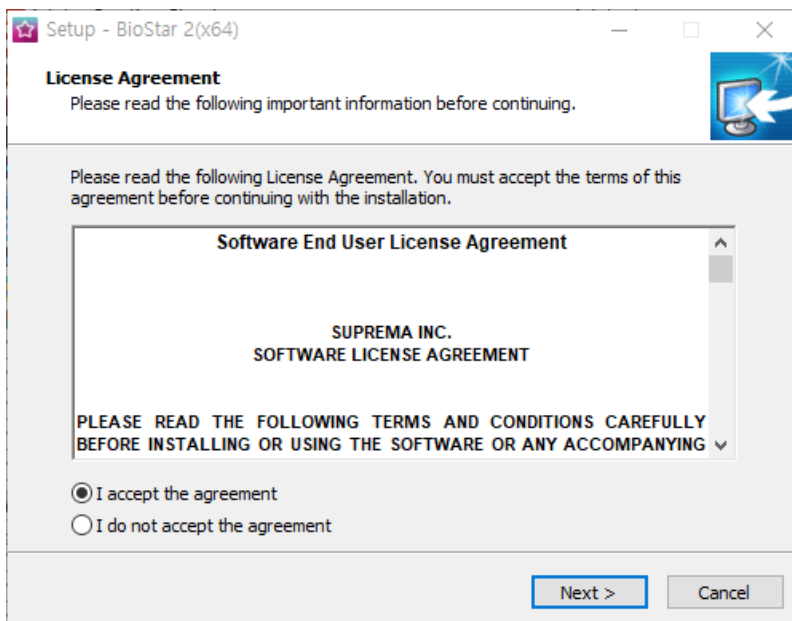 Setup - BioStar 2(x64)
License Agreement
Please read the following important information before continuing.
Please read the following License Agreement. You must accept the terms of this
agreement before continuing with the installation.
Software End User License Agreement
SUPREMA INC.
SOFTWARE LICENSE AGREEMENT
PLEASE READ THE FOLLOWING TERMS AND CONDITIONS CAREFULLY
BEFORE INSTALLING OR USING THE SOFTWARE OR ANY ACCOMPANYING
I accept the agreement
I do not accept the agreement
Next >
Cancel